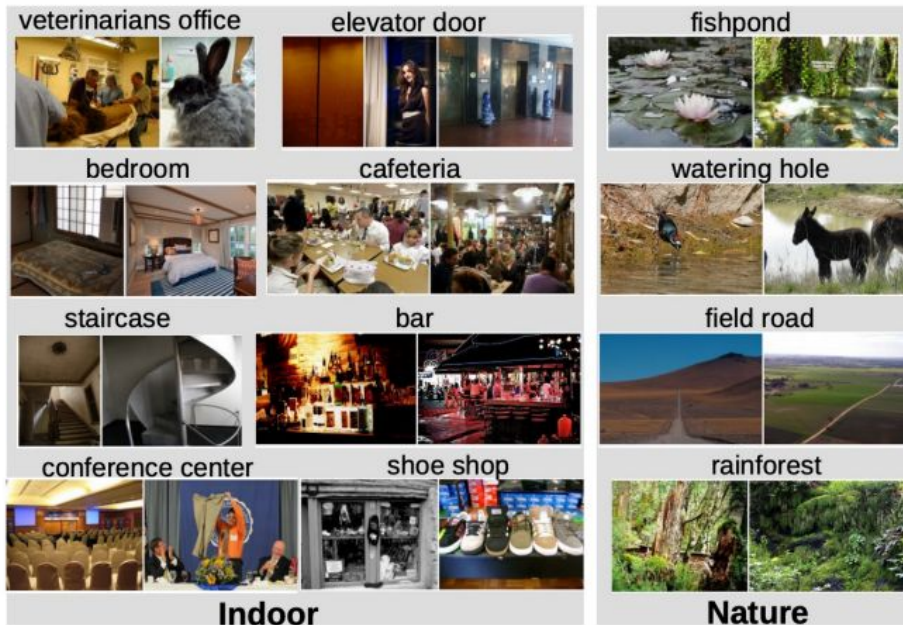 veterinarians office
elevator door
fishpond
bedroom
cafeteria
watering hole
staircase
bar
field road
conference center
shoe shop
rainforest
Indoor
Nature